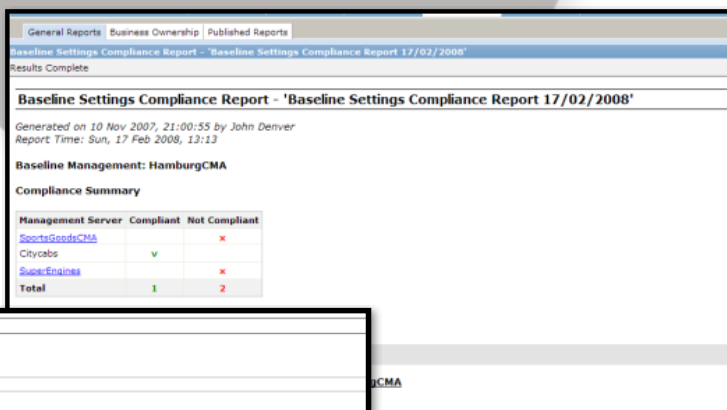 General Reports Business Ownership Published Reports
Baseline Settings Compliance Report - 'Baseline Settings Compliance Report 17/02/2008'
Results Complete
Baseline Settings Compliance Report - 'Baseline Settings Compliance Report 17/02/2008'
Generated on 10 Nov 2007, 21:00:55 by John Denver
Report Time: Sun, 17 Feb 2008, 13:13
Baseline Management: HamburgCMA
Compliance Summary
Management Server Compliant Not Compliant
SportsGoodsCMA x
Citycabs v
SuperEngines x
Total 1 2
gCMA